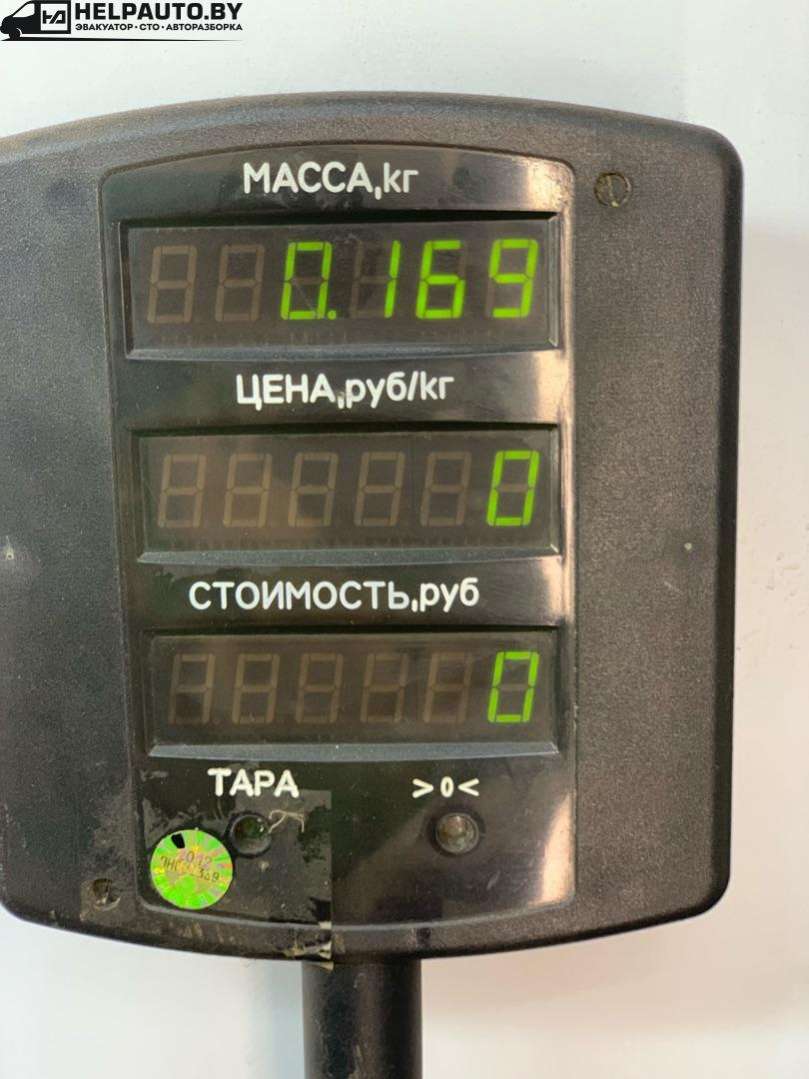 HELPAUTO.BY
ЭВАКУАТОР·СТО·АВТОРАЗБОРКА
МАССА,кг
0.169
ЦЕНА,руб/кг
0
СТОИМОСТЬ,руб
0
ТАРА >0<